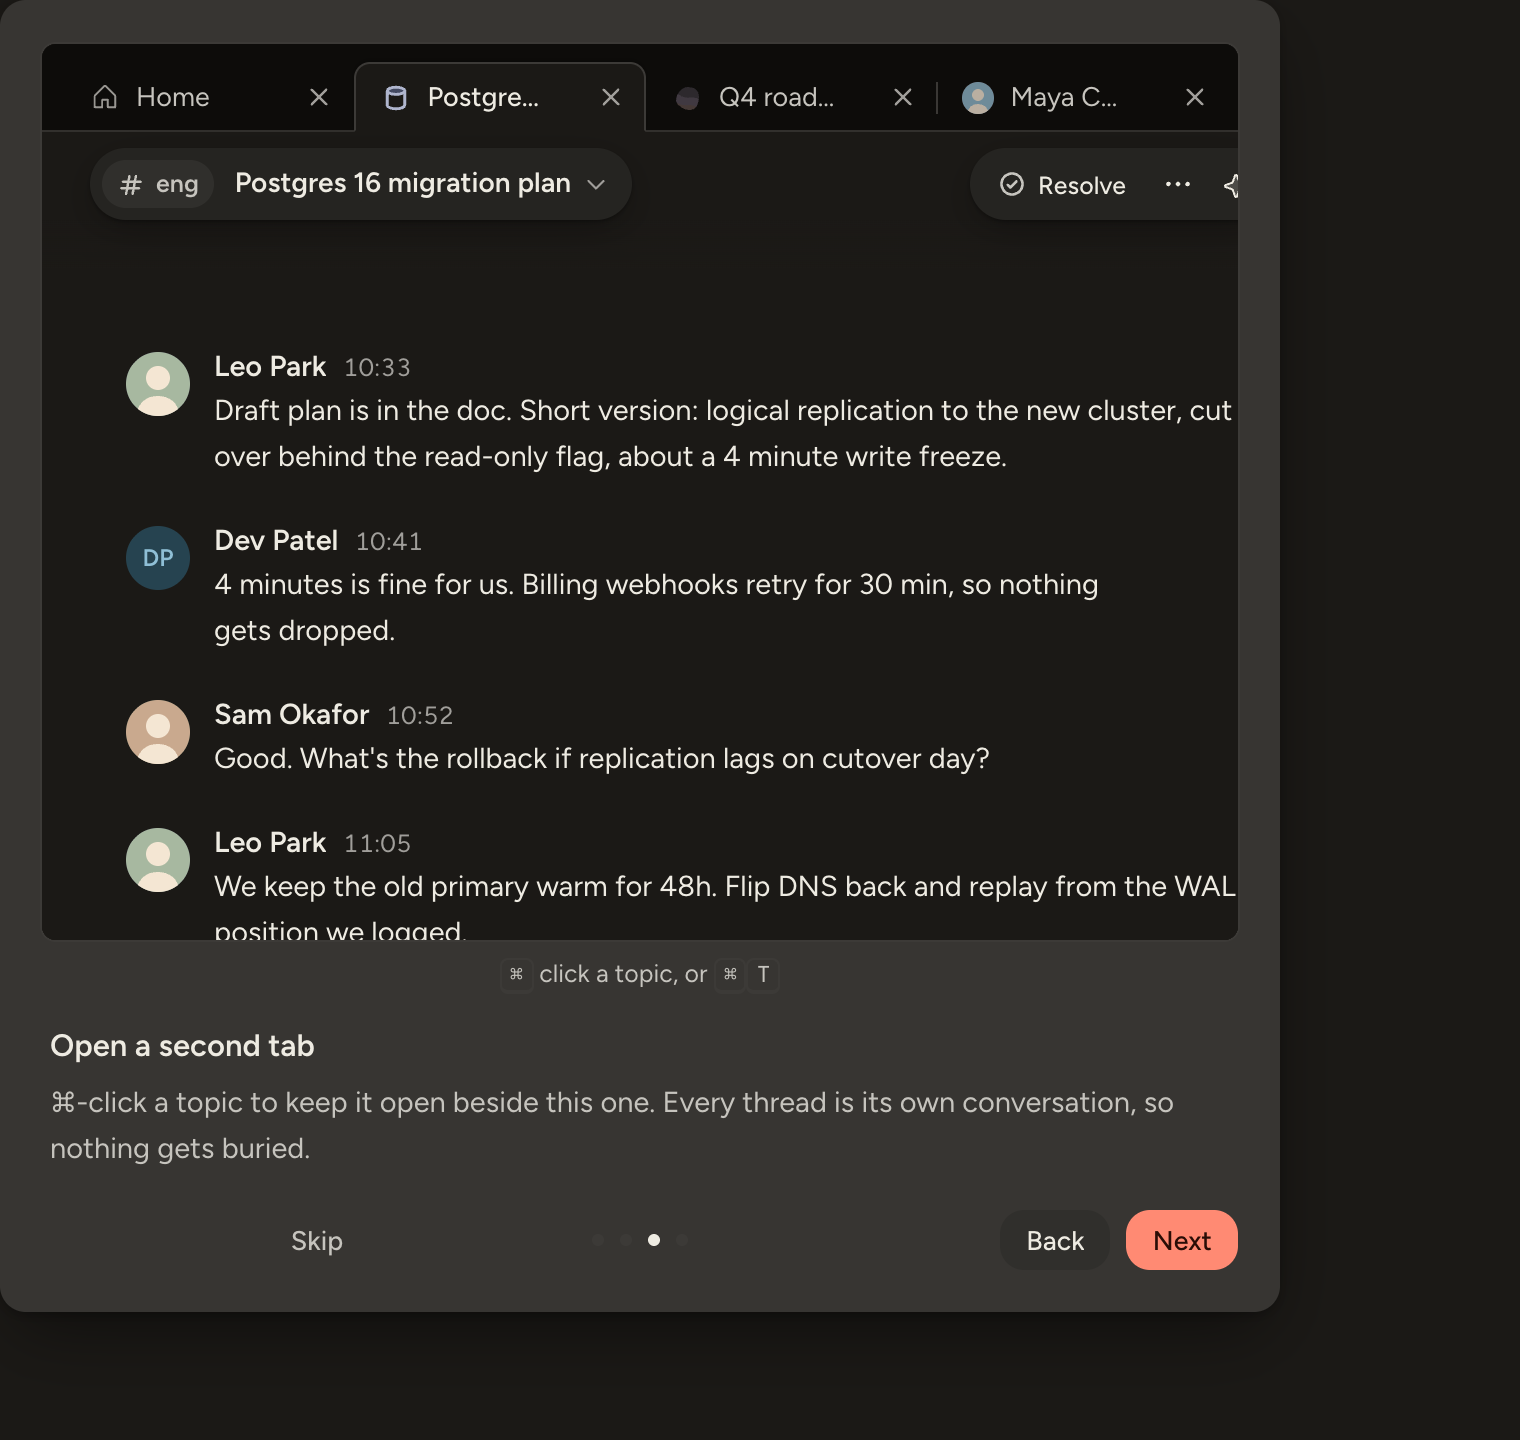 Home
Postgre...
Q4 road...
Maya C...
# eng
Postgres 16 migration plan
Resolve
Leo Park 10:33
Draft plan is in the doc. Short version: logical replication to the new cluster, cut
over behind the read-only flag, about a 4 minute write freeze.
DP
Dev Patel 10:41
4 minutes is fine for us. Billing webhooks retry for 30 min, so nothing
gets dropped.
Sam Okafor 10:52
Good. What's the rollback if replication lags on cutover day?
Leo Park 11:05
We keep the old primary warm for 48h. Flip DNS back and replay from the WAL
position we logged.
⌘ click a topic, or ⌘ T
Open a second tab
⌘-click a topic to keep it open beside this one. Every thread is its own conversation, so
nothing gets buried.
Skip
Back
Next